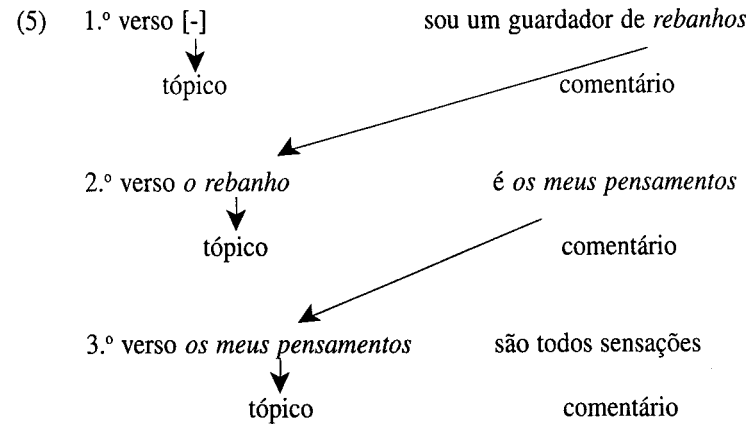 (5) 1.º verso [-] sou um guardador de rebanhos
tópico comentário
2.º verso o rebanho é os meus pensamentos
tópico comentário
3.º verso os meus pensamentos são todos sensações
tópico comentário